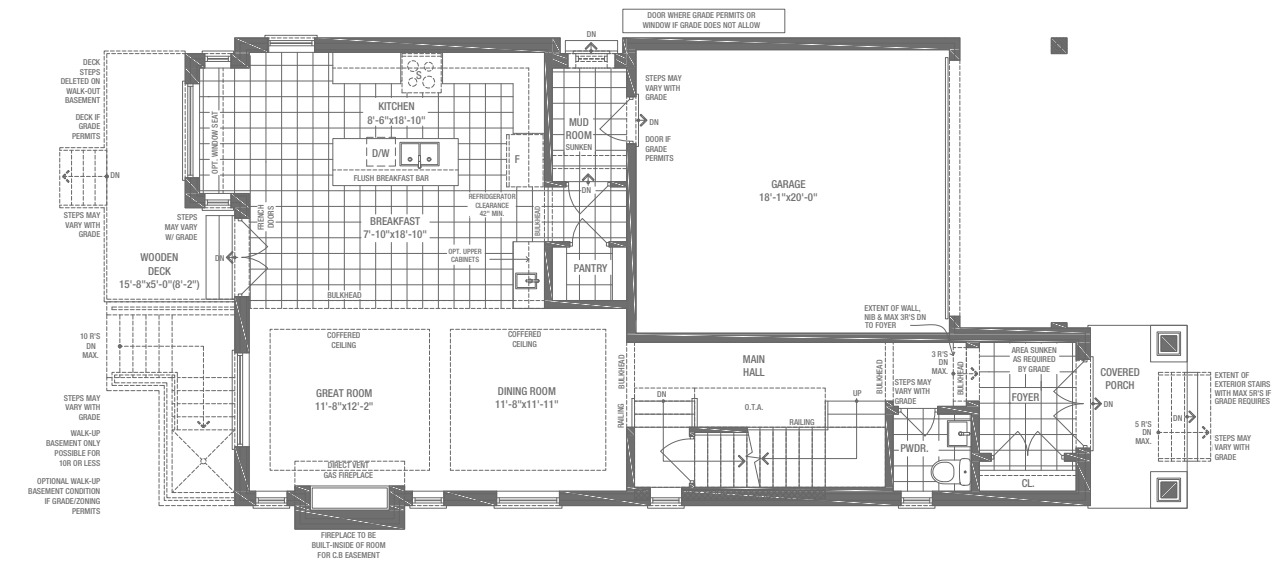 DOOR WHERE GRADE PERMITS OR
WINDOW IF GRADE DOES NOT ALLOW
DN
DECK
STEPS
DELETED ON
WALK-OUT
BASEMENT
DECK IF
GRADE
PERMITS
DN
STEPS MAY
VARY WITH
GRADE
OPT. WINDOW SEAT
S
KITCHEN
8'-6"x18'-10"
D/W
FLUSH BREAKFAST BAR
F
MUD
ROOM
SUNKEN
DN
STEPS MAY
VARY WITH
GRADE
DN
DOOR IF
GRADE
PERMITS
GARAGE
18'-1"x20'-0"
REFRIGERATOR
CLEARANCE
42" MIN.
BULKHEAD
STEPS
MAY VARY
W/ GRADE
FRENCH
DOORS
BREAKFAST
7'-10"x18'-10"
OPT. UPPER
CABINETS
PANTRY
DN
WOODEN
DECK
15'-8"x5'-0"(8'-2")
BULKHEAD
10 R'S
DN
MAX.
COFFERED
CEILING
COFFERED
CEILING
GREAT ROOM
11'-8"x12'-2"
DINING ROOM
11'-8"x11'-11"
BULKHEAD
RAILING
MAIN
HALL
DN
O.T.A.
UP
RAILING
BULKHEAD
EXTENT OF WALL,
NIB & MAX 3R'S DN
TO FOYER
3 R'S
DN
MAX.
BULKHEAD
STEPS MAY
VARY WITH
GRADE
AREA SUNKEN
AS REQUIRED
BY GRADE
FOYER
COVERED
PORCH
DN
DN
EXTENT OF
EXTERIOR STAIRS
WITH MAX 5R'S IF
GRADE REQUIRES
5 R'S
DN
MAX.
STEPS MAY
VARY WITH
GRADE
PWDR.
CL.
STEPS MAY
VARY WITH
GRADE
WALK-UP
BASEMENT ONLY
POSSIBLE FOR
10R OR LESS
OPTIONAL WALK-UP
BASEMENT CONDITION
IF GRADE/ZONING
PERMITS
DIRECT VENT
GAS FIREPLACE
FIREPLACE TO BE
BUILT-INSIDE OF ROOM
FOR C.B EASEMENT